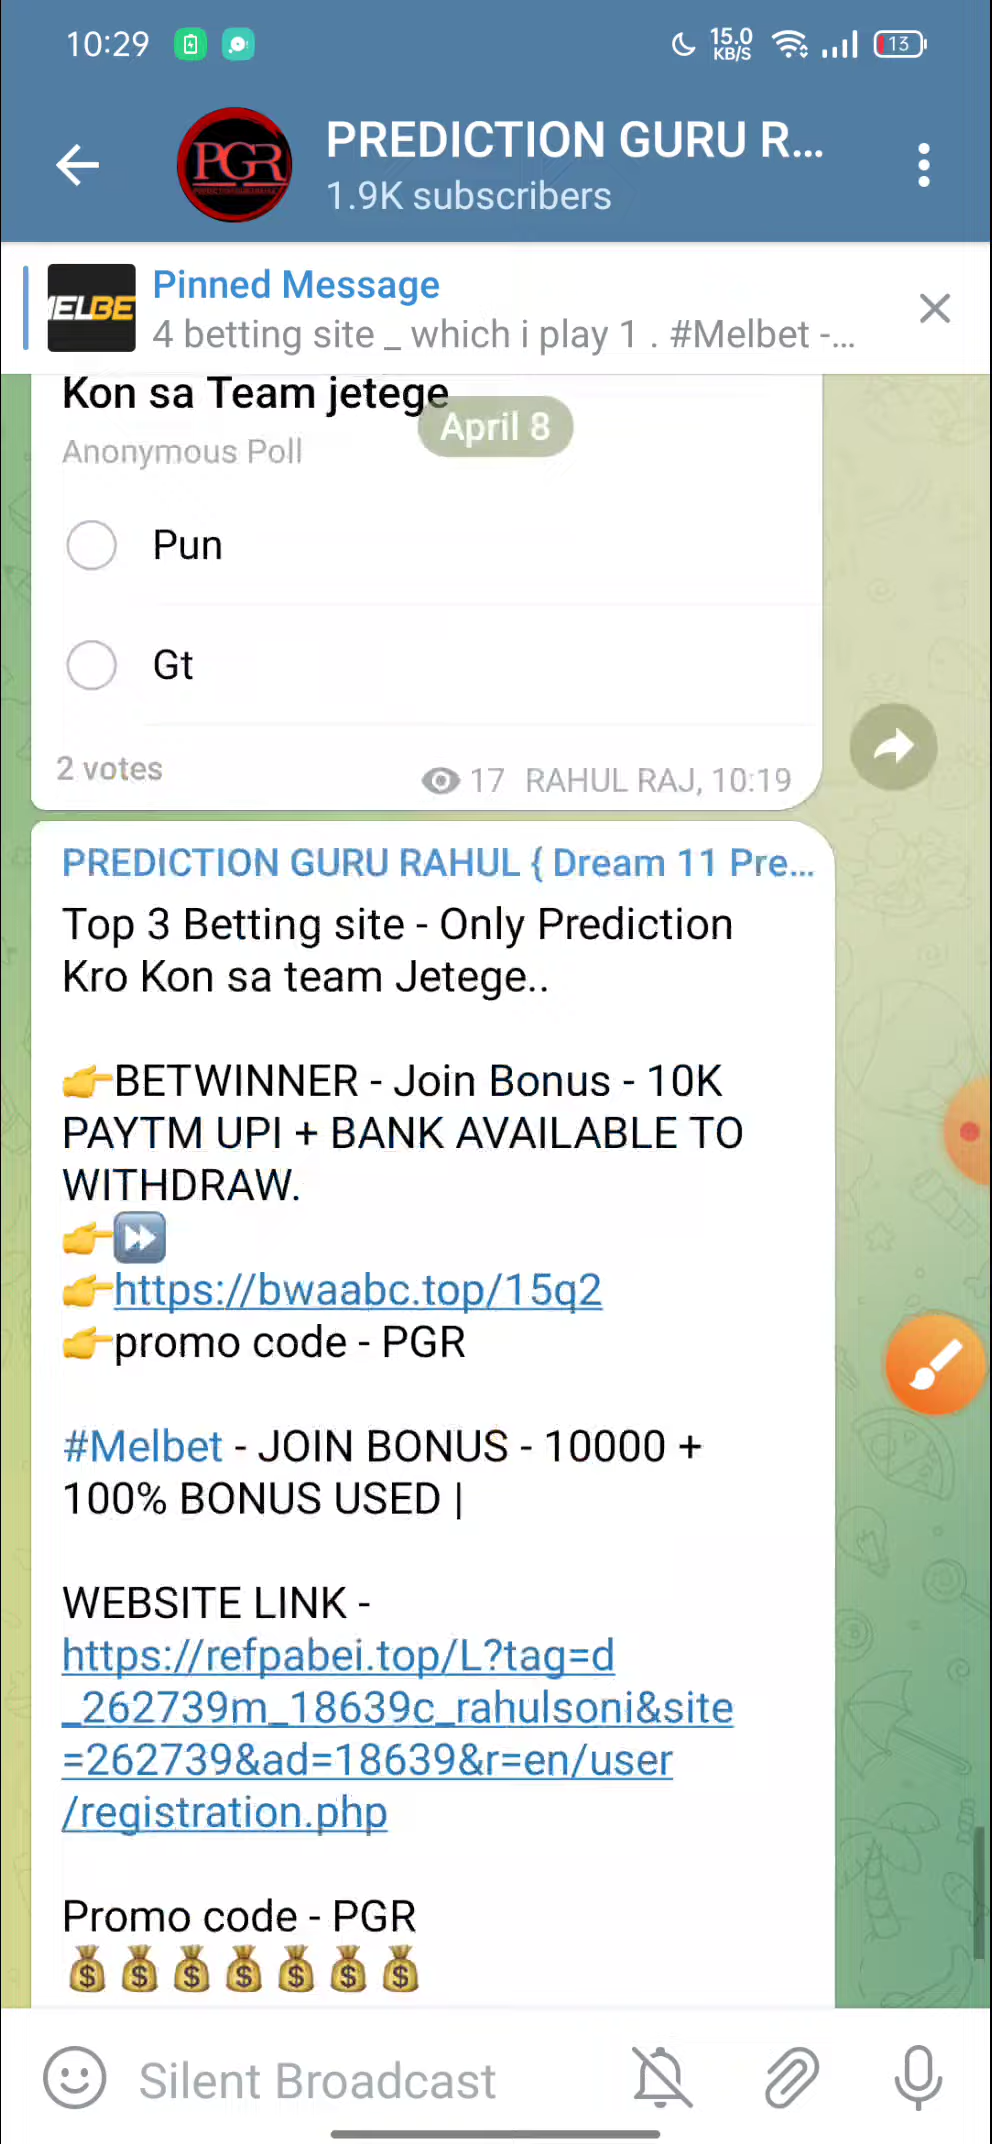 10:29
15.0
KB/S
13
PGR
PREDICTION GURU R...
1.9K subscribers
Pinned Message
MELBE
4 betting site _ which i play 1 . #Melbet -...
Kon sa Team jetege
April 8
Anonymous Poll
Pun
Gt
2 votes
17 RAHUL RAJ, 10:19
PREDICTION GURU RAHUL { Dream 11 Pre...
Top 3 Betting site - Only Prediction
Kro Kon sa team Jetege..
👉BETWINNER - Join Bonus - 10K
PAYTM UPI + BANK AVAILABLE TO
WITHDRAW.
👉⏩
👉https://bwaabc.top/15q2
👉promo code - PGR
#Melbet - JOIN BONUS - 10000 +
100% BONUS USED |
WEBSITE LINK -
https://refpabei.top/L?tag=d
_262739m_18639c_rahulsoni&site
=262739&ad=18639&r=en/user
/registration.php
Promo code - PGR
💰💰💰💰💰💰💰
Silent Broadcast